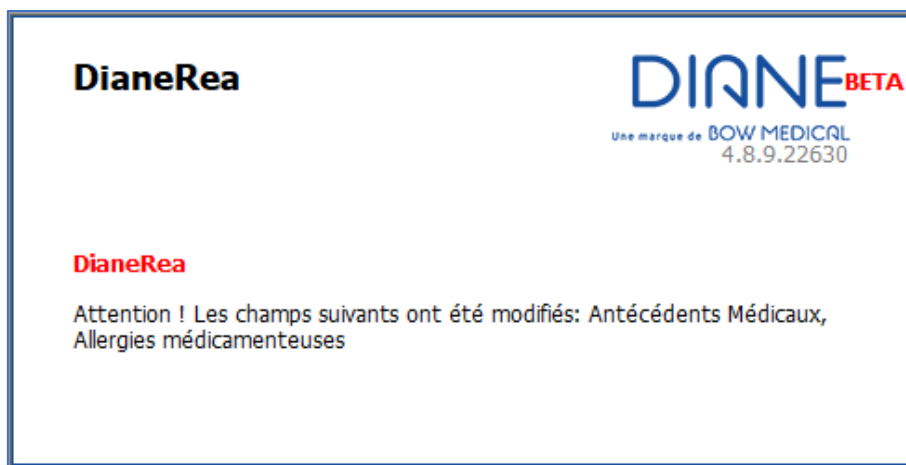 DianeRea
DIANE BETA
Une marque de BOW MEDICAL
4.8.9.22630
DianeRea
Attention ! Les champs suivants ont été modifiés: Antécédents Médicaux,
Allergies médicamenteuses